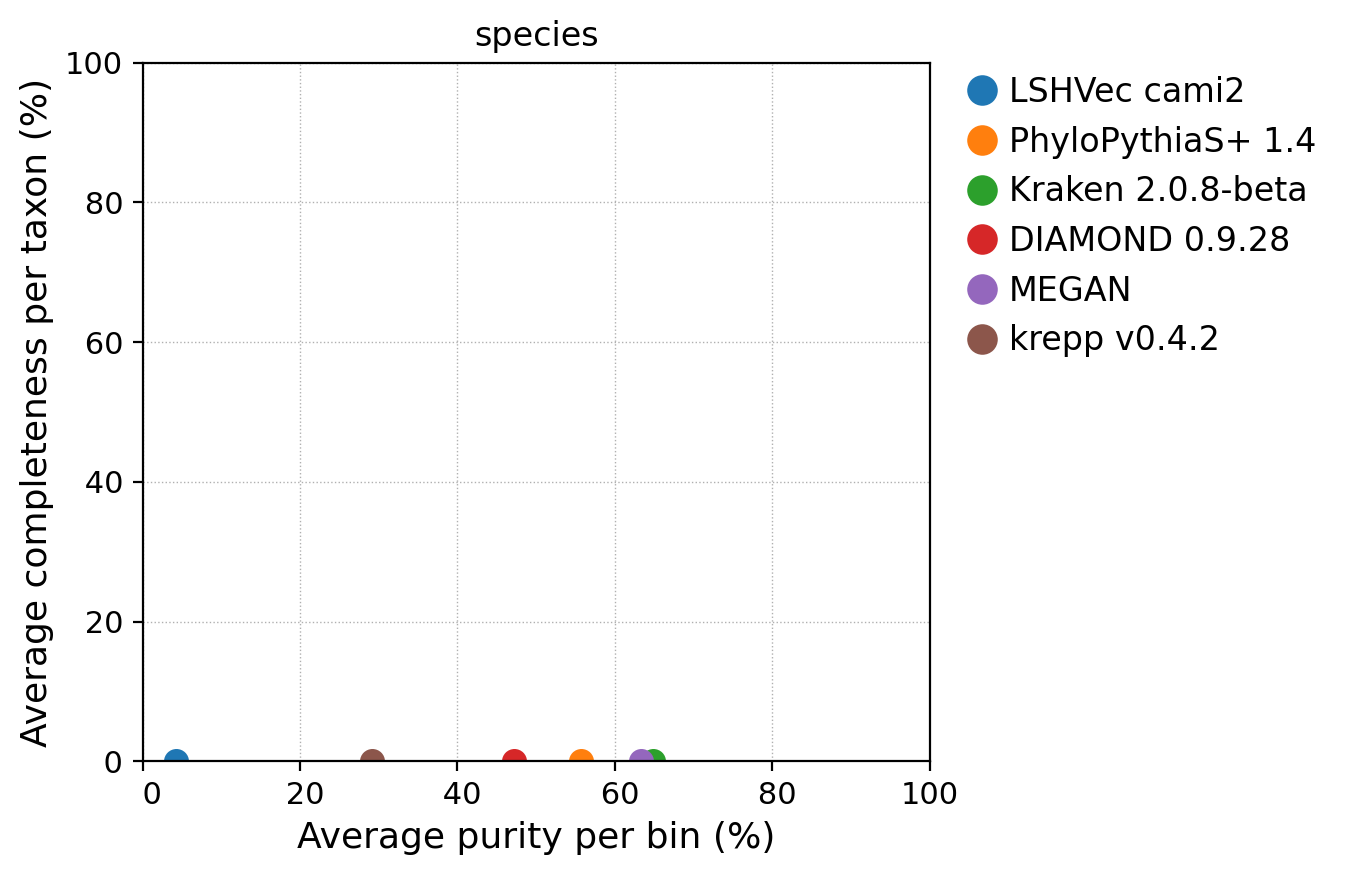 species
100
80
60
40
20
0
Average completeness per taxon (%)
0 20 40 60 80 100
Average purity per bin (%)
LSHVec cami2
PhyloPythiaS+ 1.4
Kraken 2.0.8-beta
DIAMOND 0.9.28
MEGAN
krepp v0.4.2